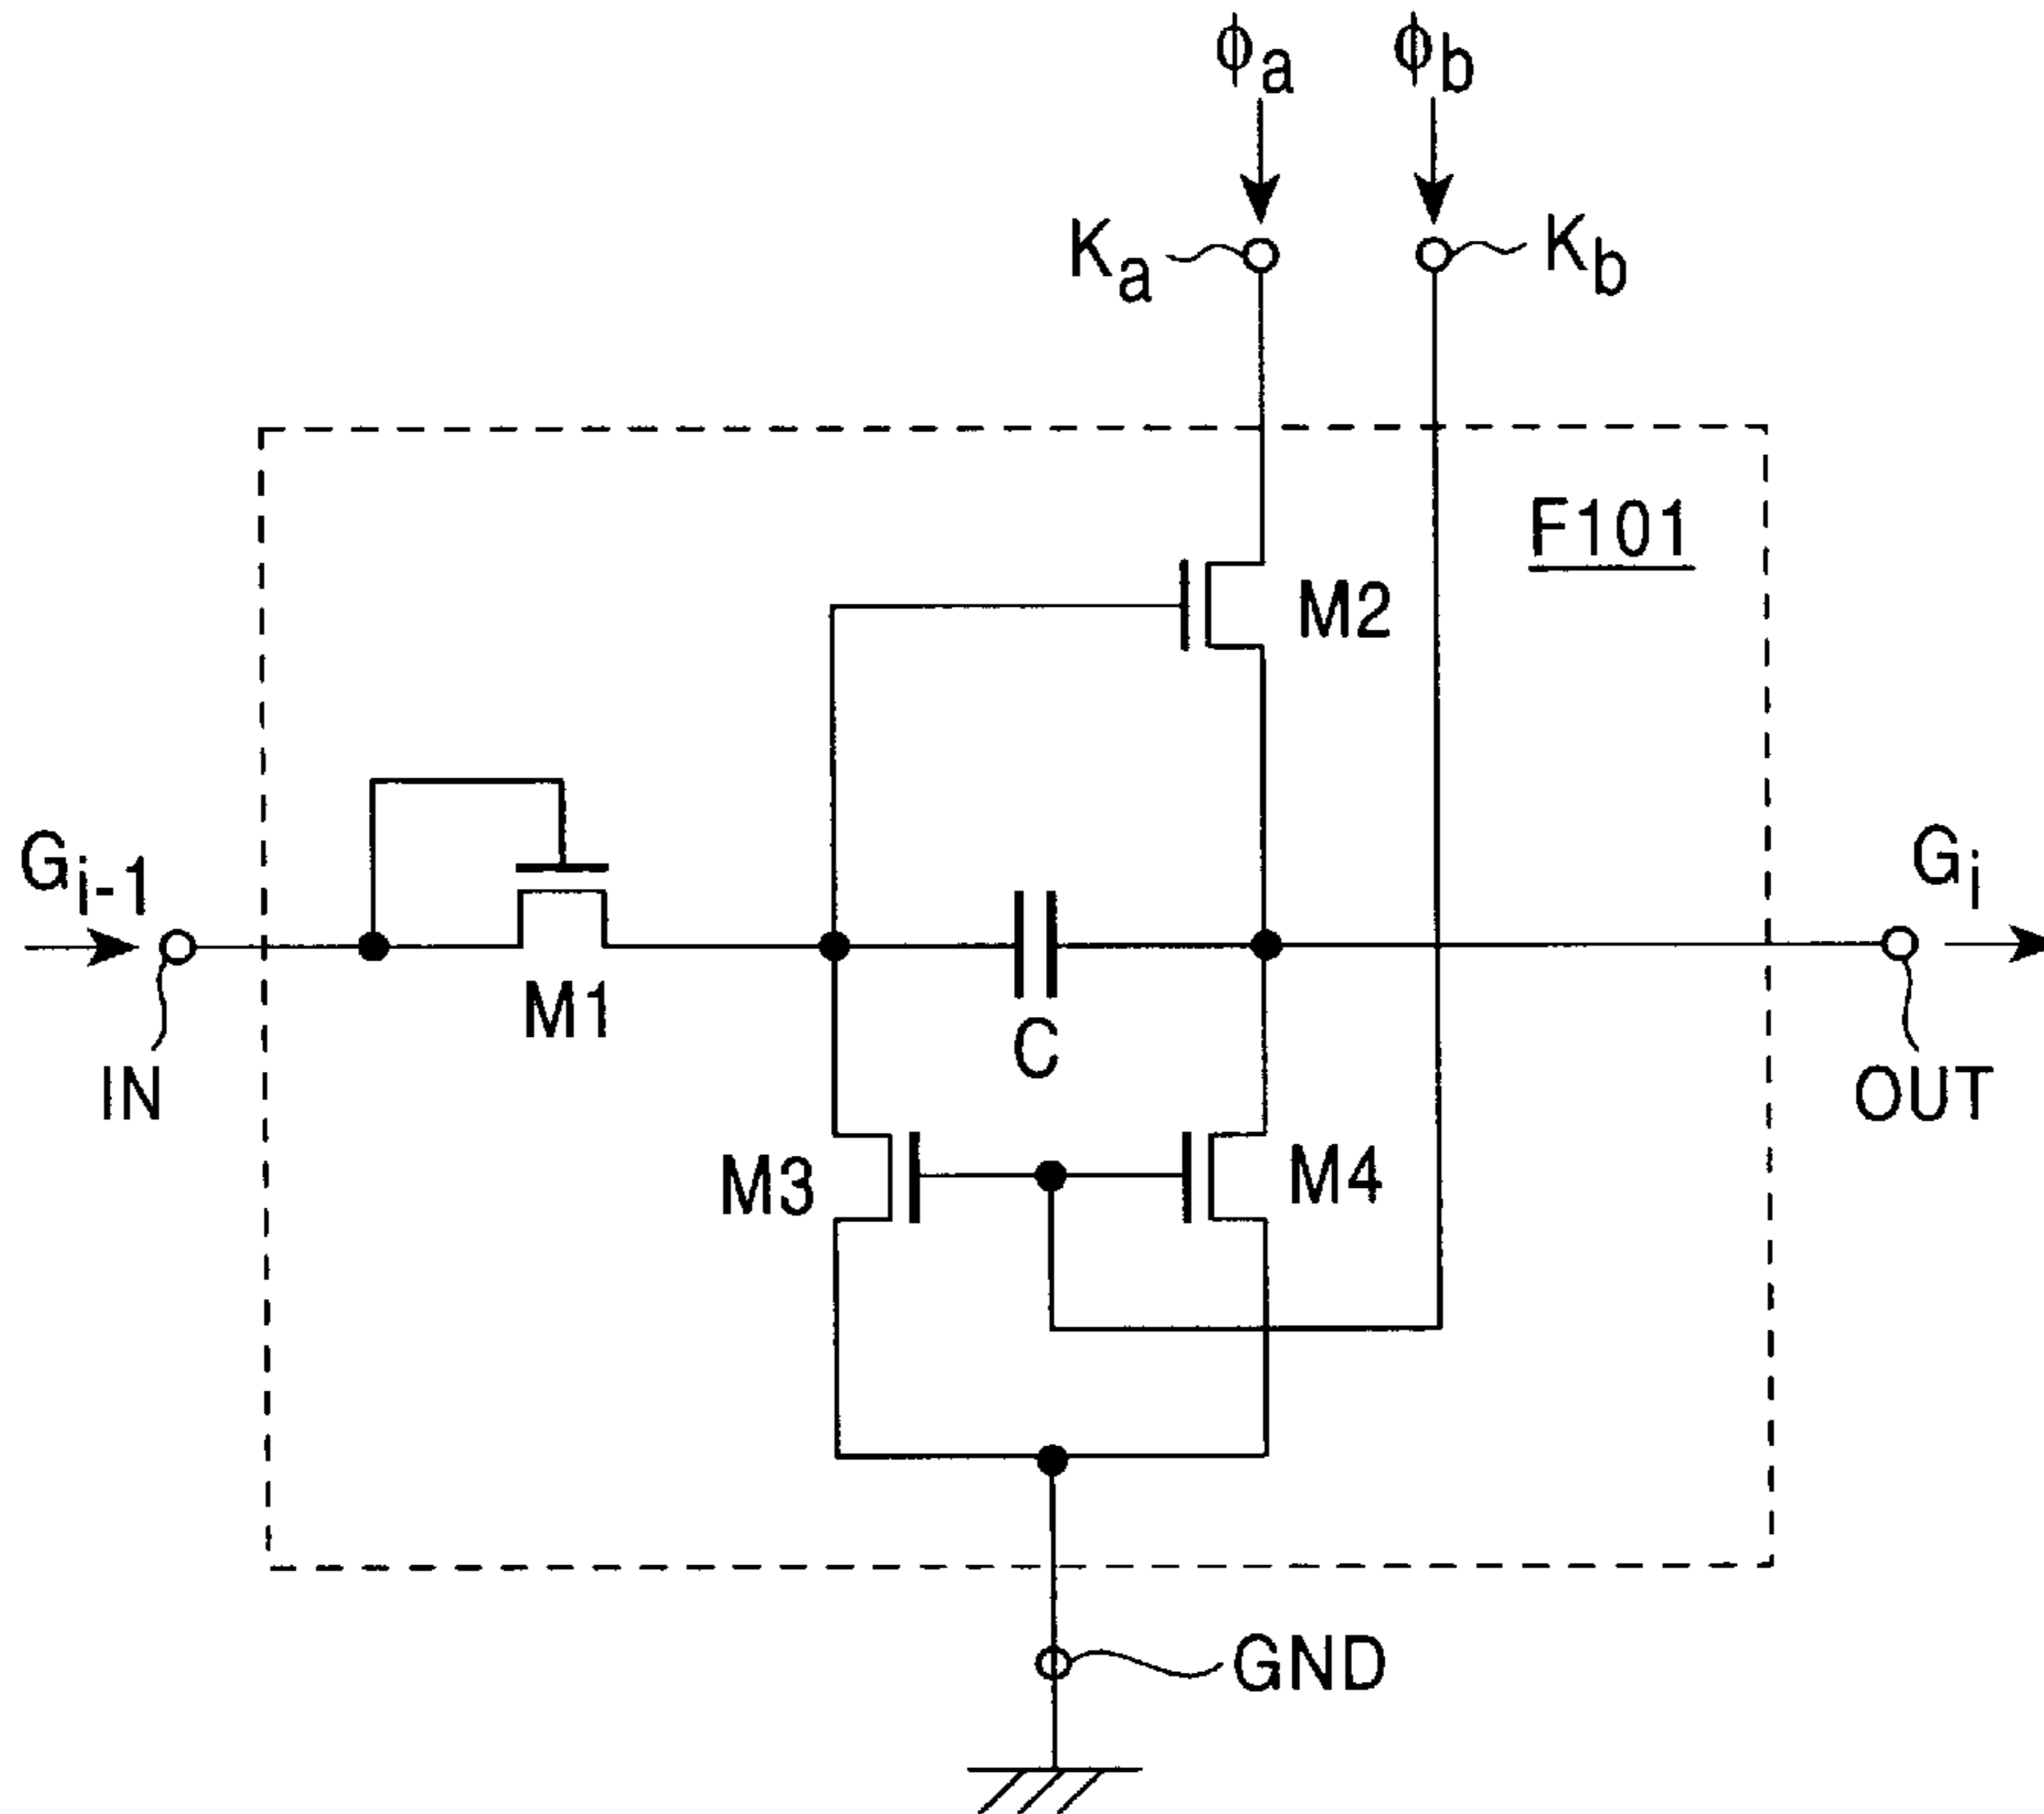 ϕa ϕb
Ka Kb
F101
M2
Gi-1 Gi
M1
C
IN OUT
M3 M4
GND